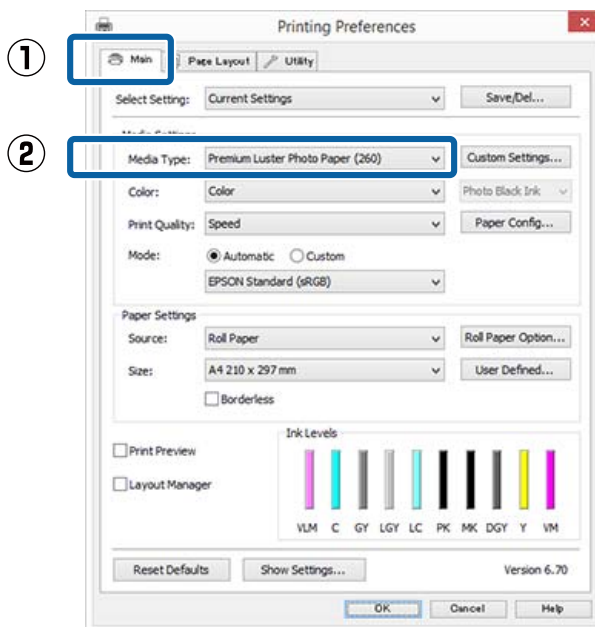 Printing Preferences
①
Main Page Layout Utility
Select Setting: Current Settings Save/Del...
②
Media Settings
Media Type: Premium Luster Photo Paper (260) Custom Settings...
Color: Color Photo Black Ink
Print Quality: Speed Paper Config...
Mode: Automatic Custom
EPSON Standard (sRGB)
Paper Settings
Source: Roll Paper Roll Paper Option...
Size: A4 210 x 297 mm User Defined...
Borderless
Ink Levels
Print Preview
Layout Manager
VLM C GY LGY LC PK MK DGY Y VM
Reset Defaults Show Settings... Version 6.70
OK Cancel Help